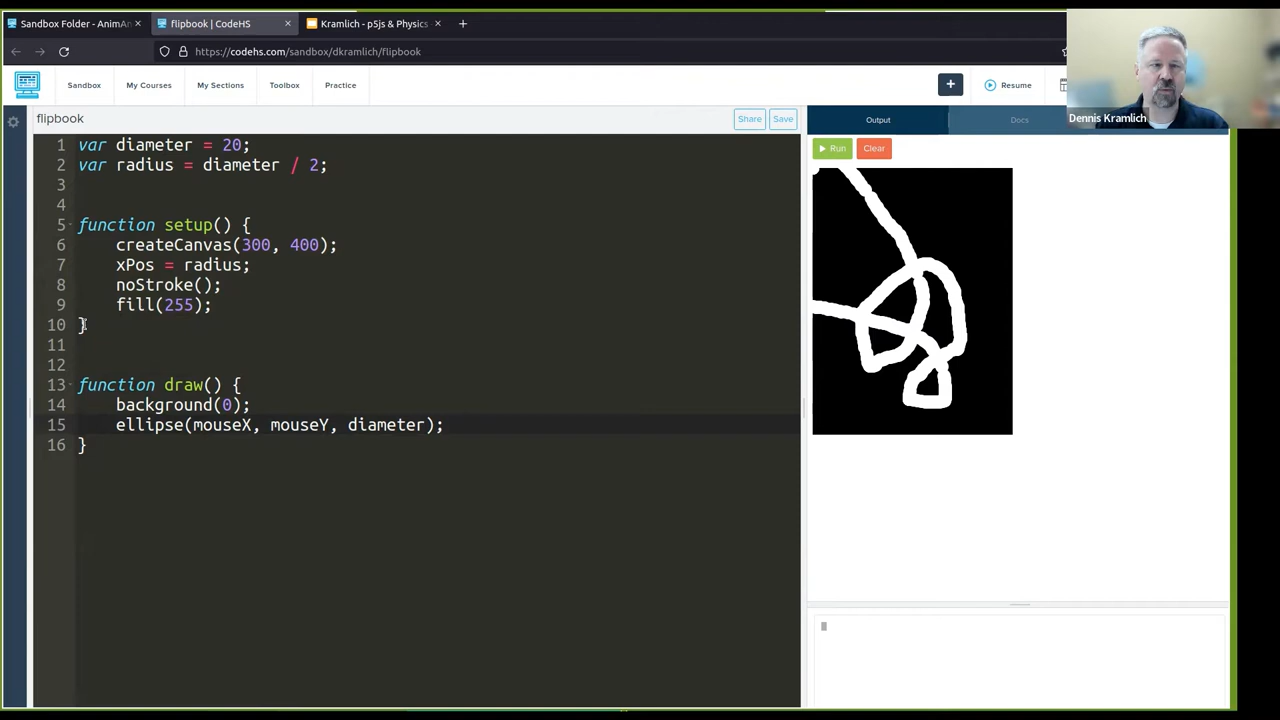 Sandbox Folder - AnimAn
flipbook | CodeHS
Kramlich - p5js & Physics
https://codehs.com/sandbox/dkramlich/flipbook
Sandbox
My Courses
My Sections
Toolbox
Practice
+
Resume
Dennis Kramlich
flipbook
Share
Save
Output
Docs
Run
Clear
1 var diameter = 20;
2 var radius = diameter / 2;
3
4
5 function setup() {
6 createCanvas(300, 400);
7 xPos = radius;
8 noStroke();
9 fill(255);
10 }
11
12
13 function draw() {
14 background(0);
15 ellipse(mouseX, mouseY, diameter);
16 }